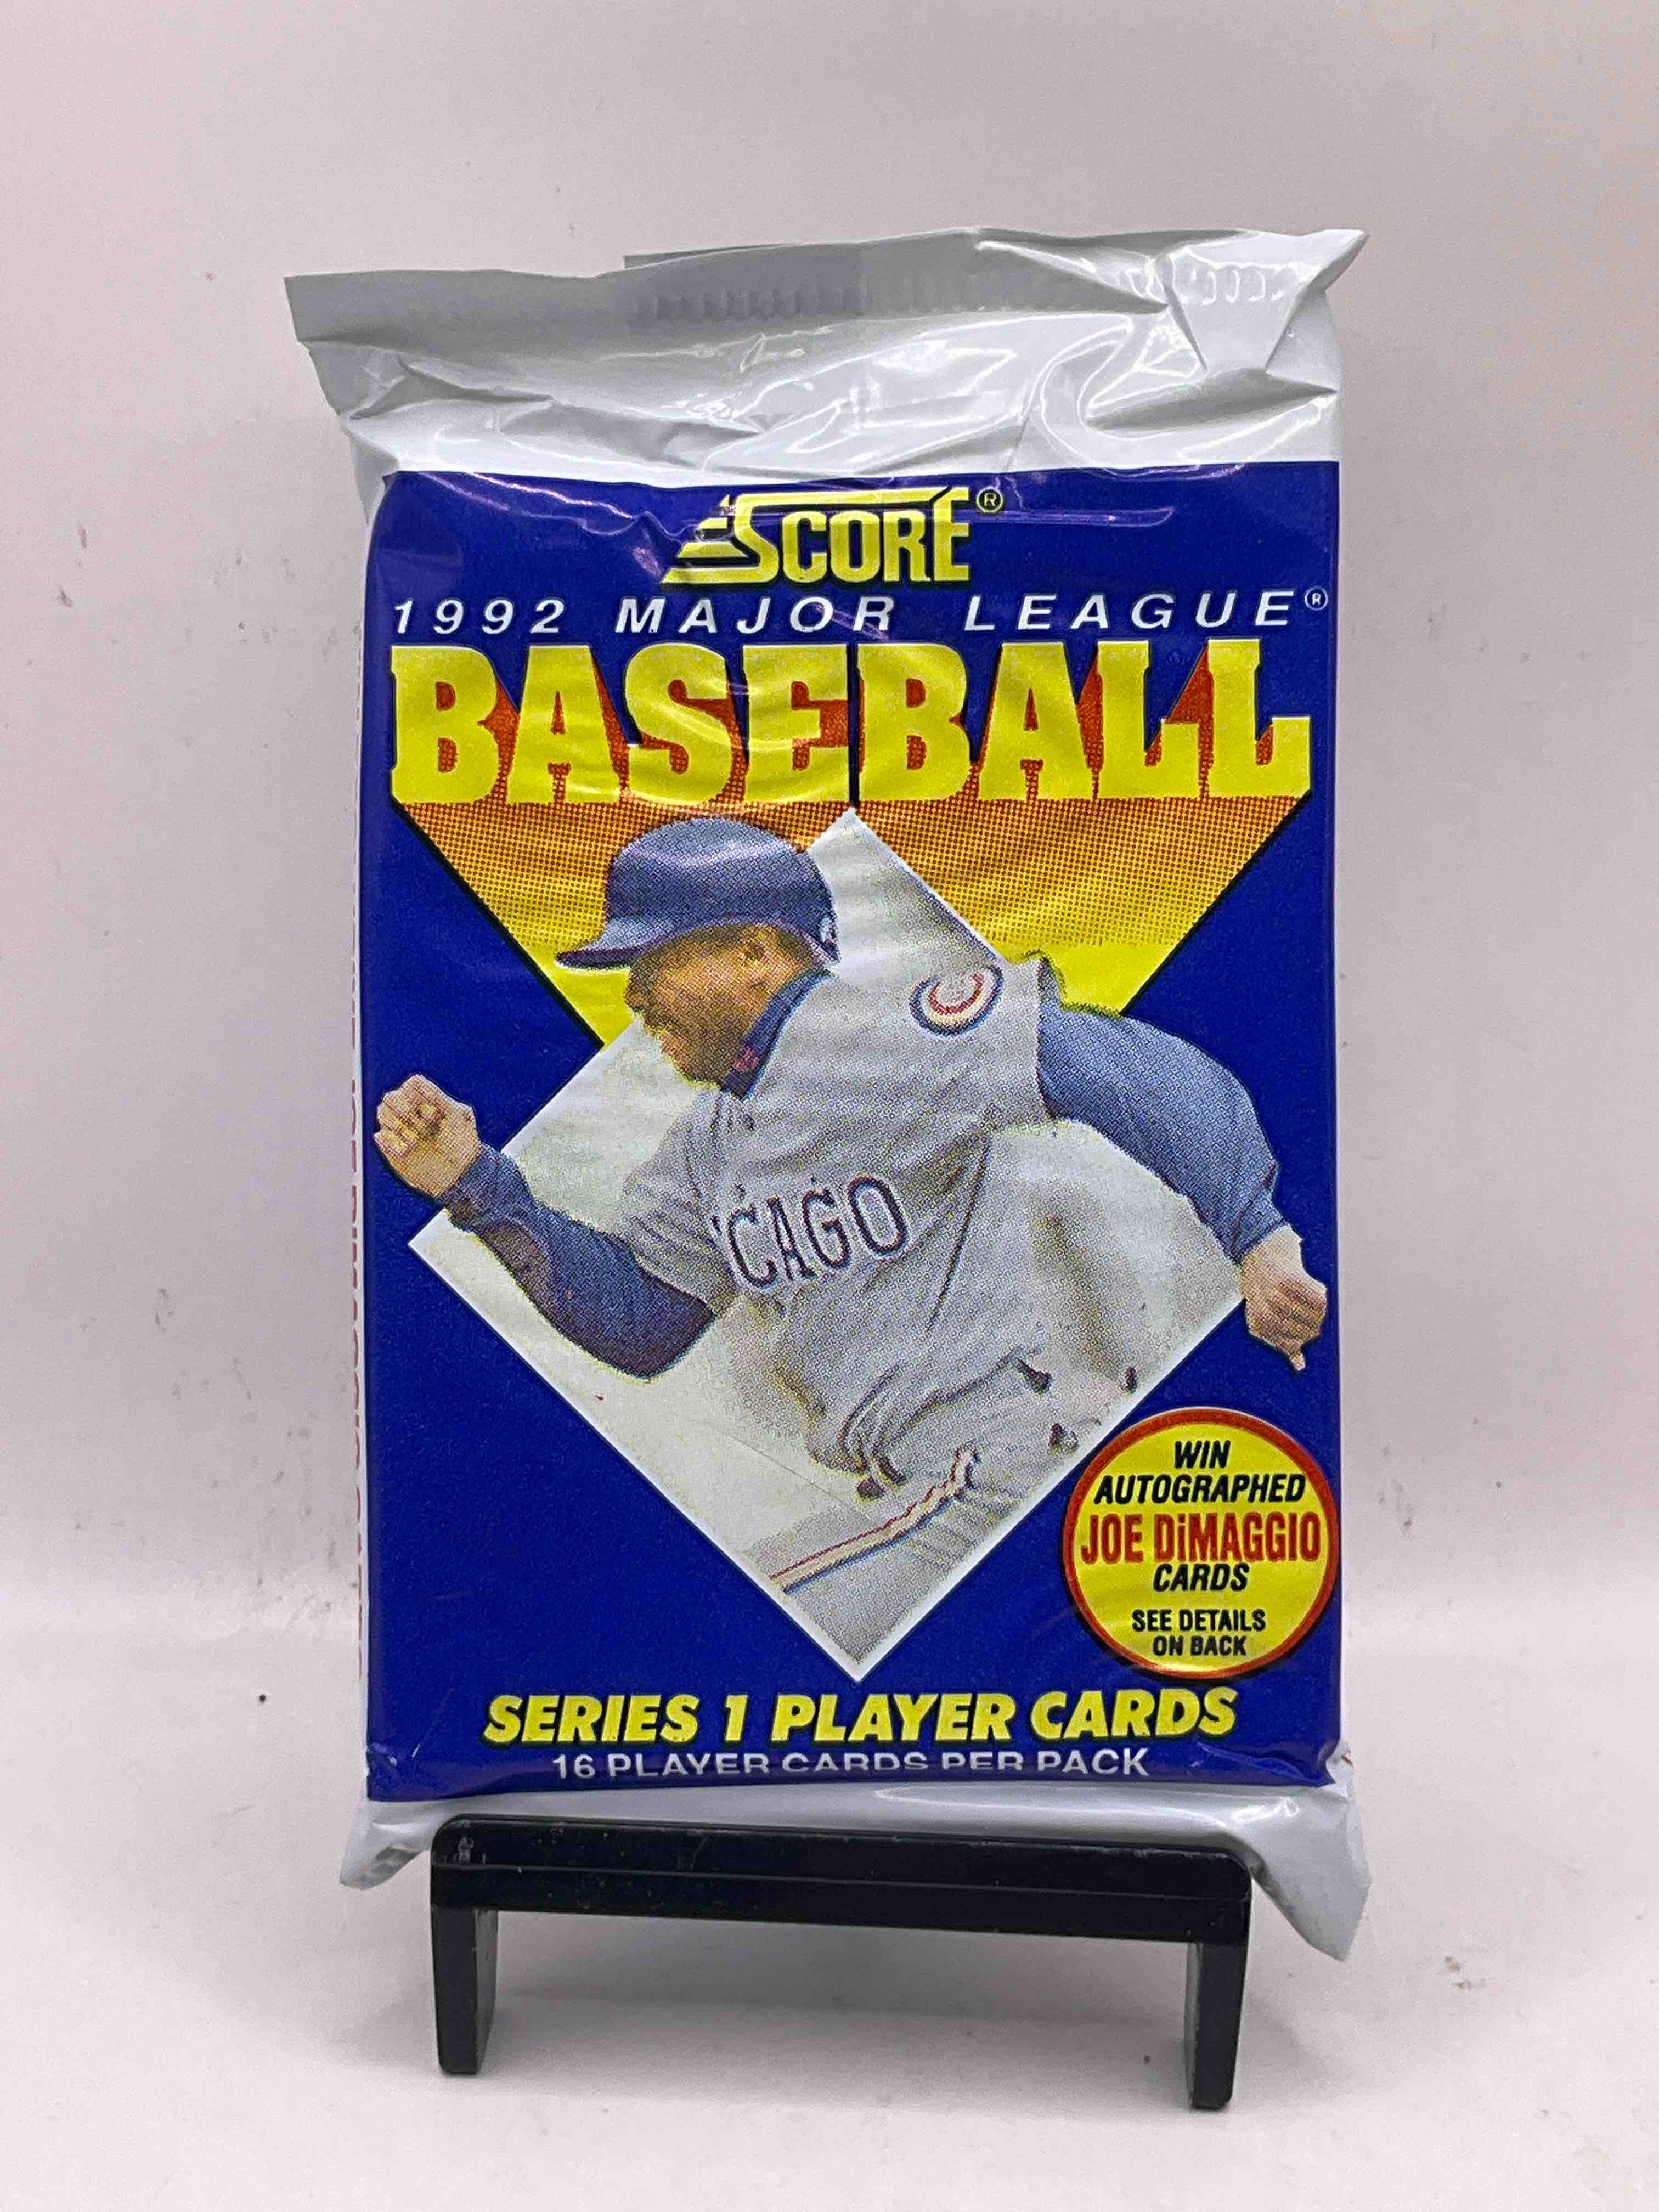 SCORE®
1992 MAJOR LEAGUE®
BASEBALL
C
CAGO
WIN
AUTOGRAPHED
JOE DiMAGGIO
CARDS
SEE DETAILS
ON BACK
SERIES 1 PLAYER CARDS
16 PLAYER CARDS PER PACK